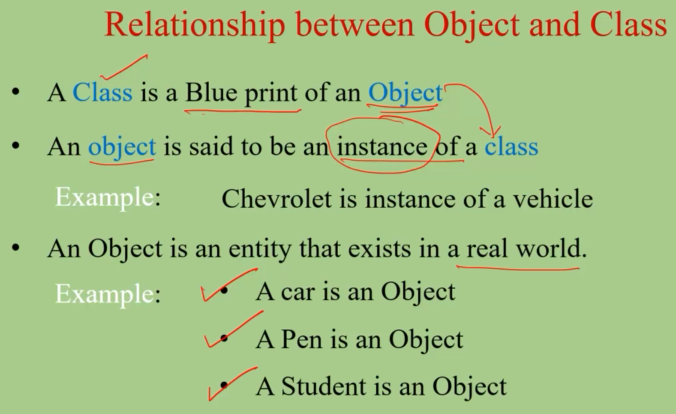 Relationship between Object and Class
• A Class is a Blue print of an Object
• An object is said to be an instance of a class
Example: Chevrolet is instance of a vehicle
• An Object is an entity that exists in a real world.
Example: • A car is an Object
• A Pen is an Object
• A Student is an Object